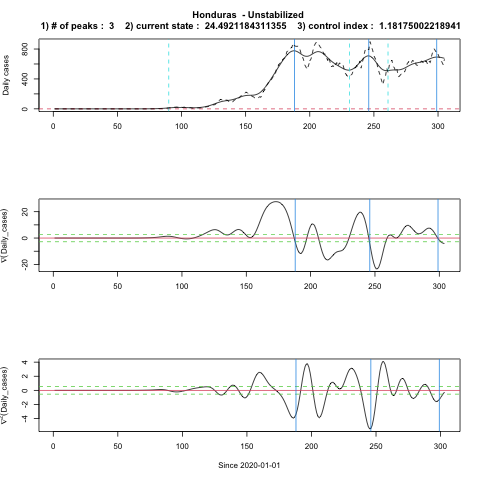 Honduras - Unstabilized
1) # of peaks : 3 2) current state : 24.4921184311355 3) control index : 1.18175002218941
Daily cases
800
400
0
0 50 100 150 200 250 300
∇(Daily_cases)
20
0
-20
0 50 100 150 200 250 300
∇²(Daily_cases)
4
2
0
-2
-4
0 50 100 150 200 250 300
Since 2020-01-01